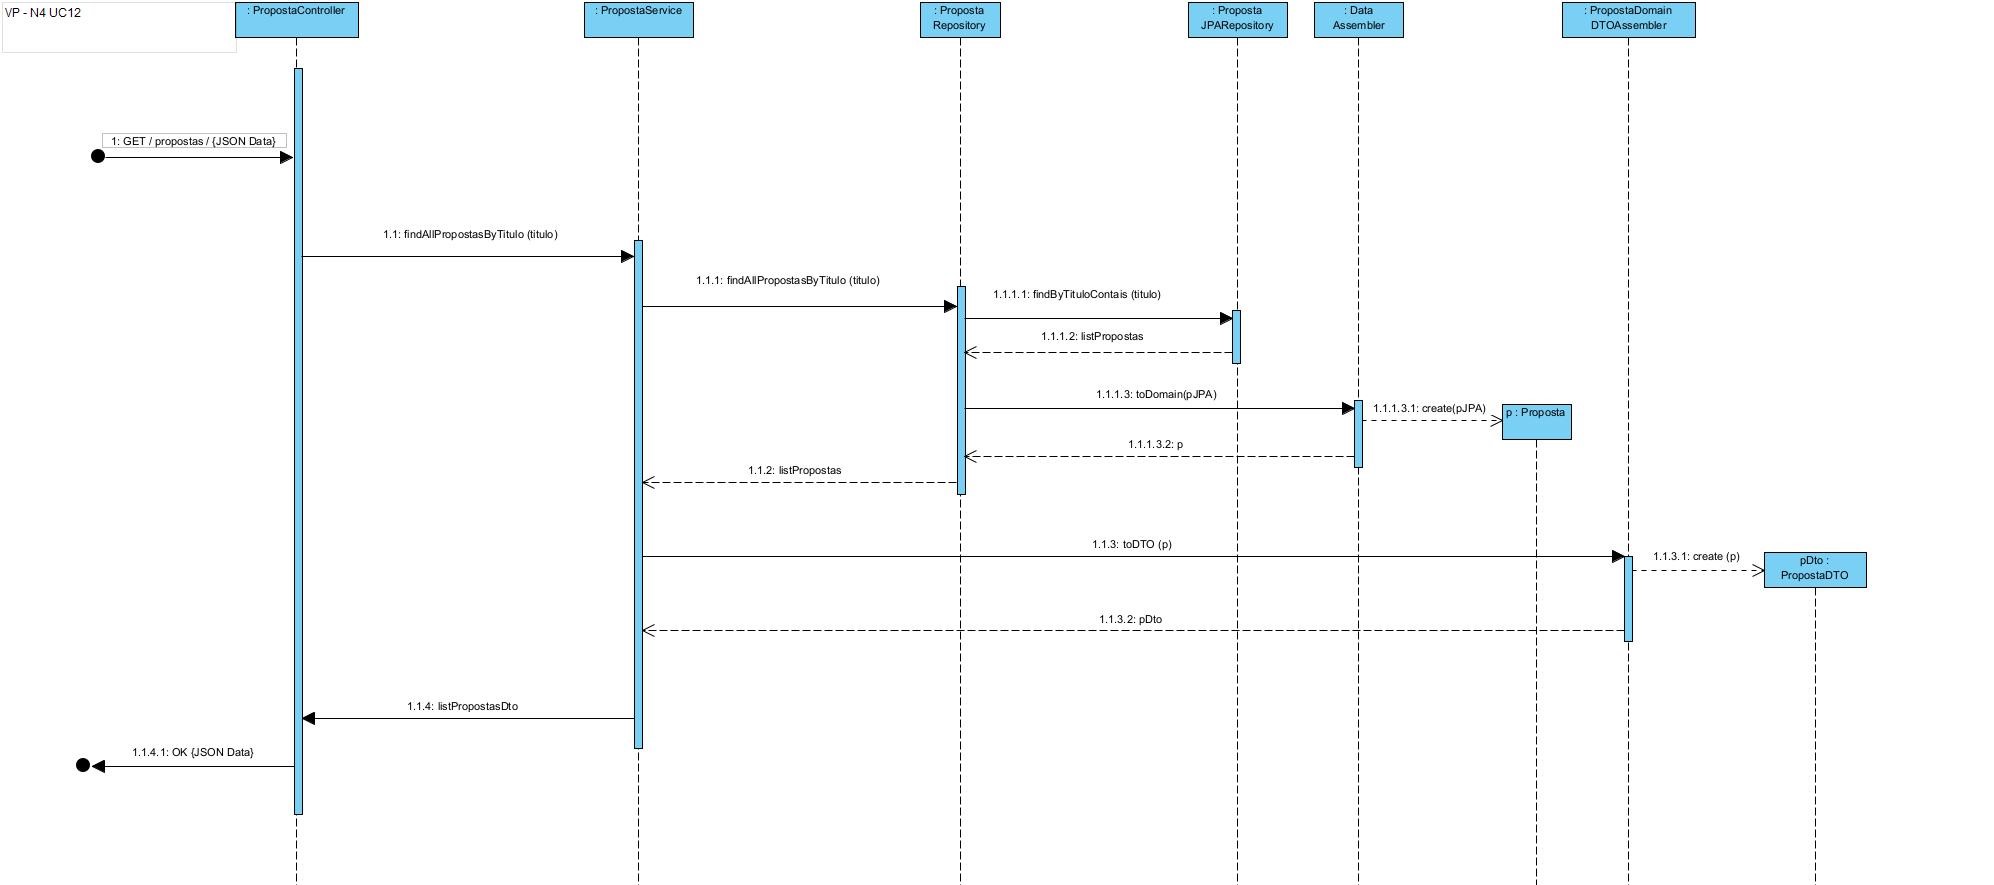 VP - N4 UC12
: PropostaController
: PropostaService
: Proposta
Repository
: Proposta
JPARepository
: Data
Assembler
: PropostaDomain
DTOAssembler
1: GET / propostas / {JSON Data}
1.1: findAllPropostasByTitulo (titulo)
1.1.1: findAllPropostasByTitulo (titulo)
1.1.1.1: findByTituloContais (titulo)
1.1.1.2: listPropostas
1.1.1.3: toDomain(pJPA)
1.1.1.3.1: create(pJPA)
p : Proposta
1.1.1.3.2: p
1.1.2: listPropostas
1.1.3: toDTO (p)
1.1.3.1: create (p)
pDto :
PropostaDTO
1.1.3.2: pDto
1.1.4: listPropostasDto
1.1.4.1: OK {JSON Data}